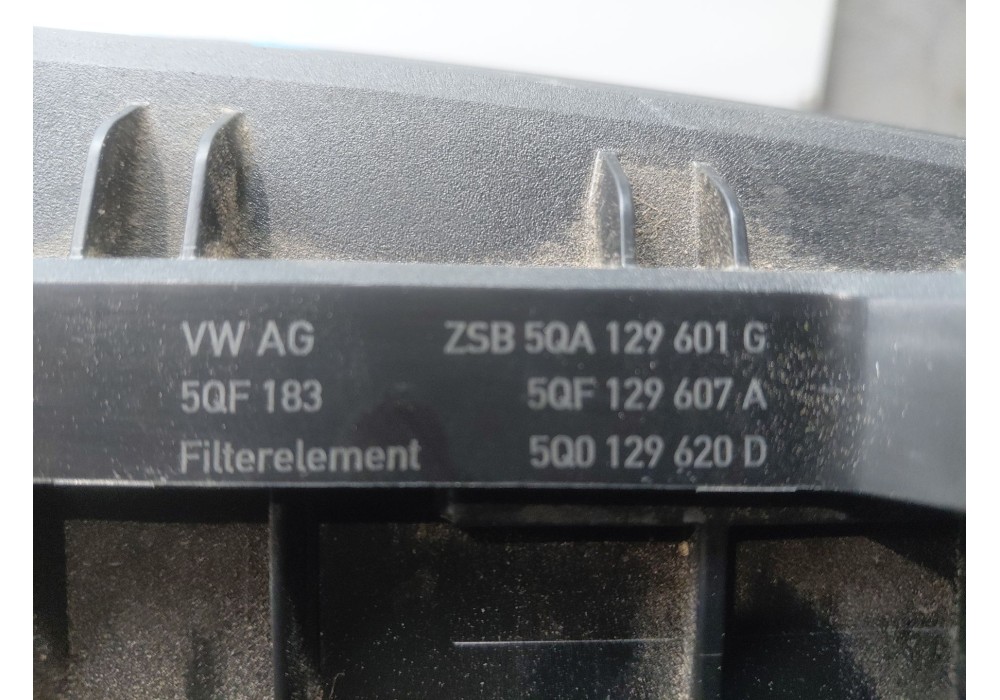 VW AG ZSB 5QA 129 601 G
5QF 183 5QF 129 607 A
Filterelement 5Q0 129 620 D